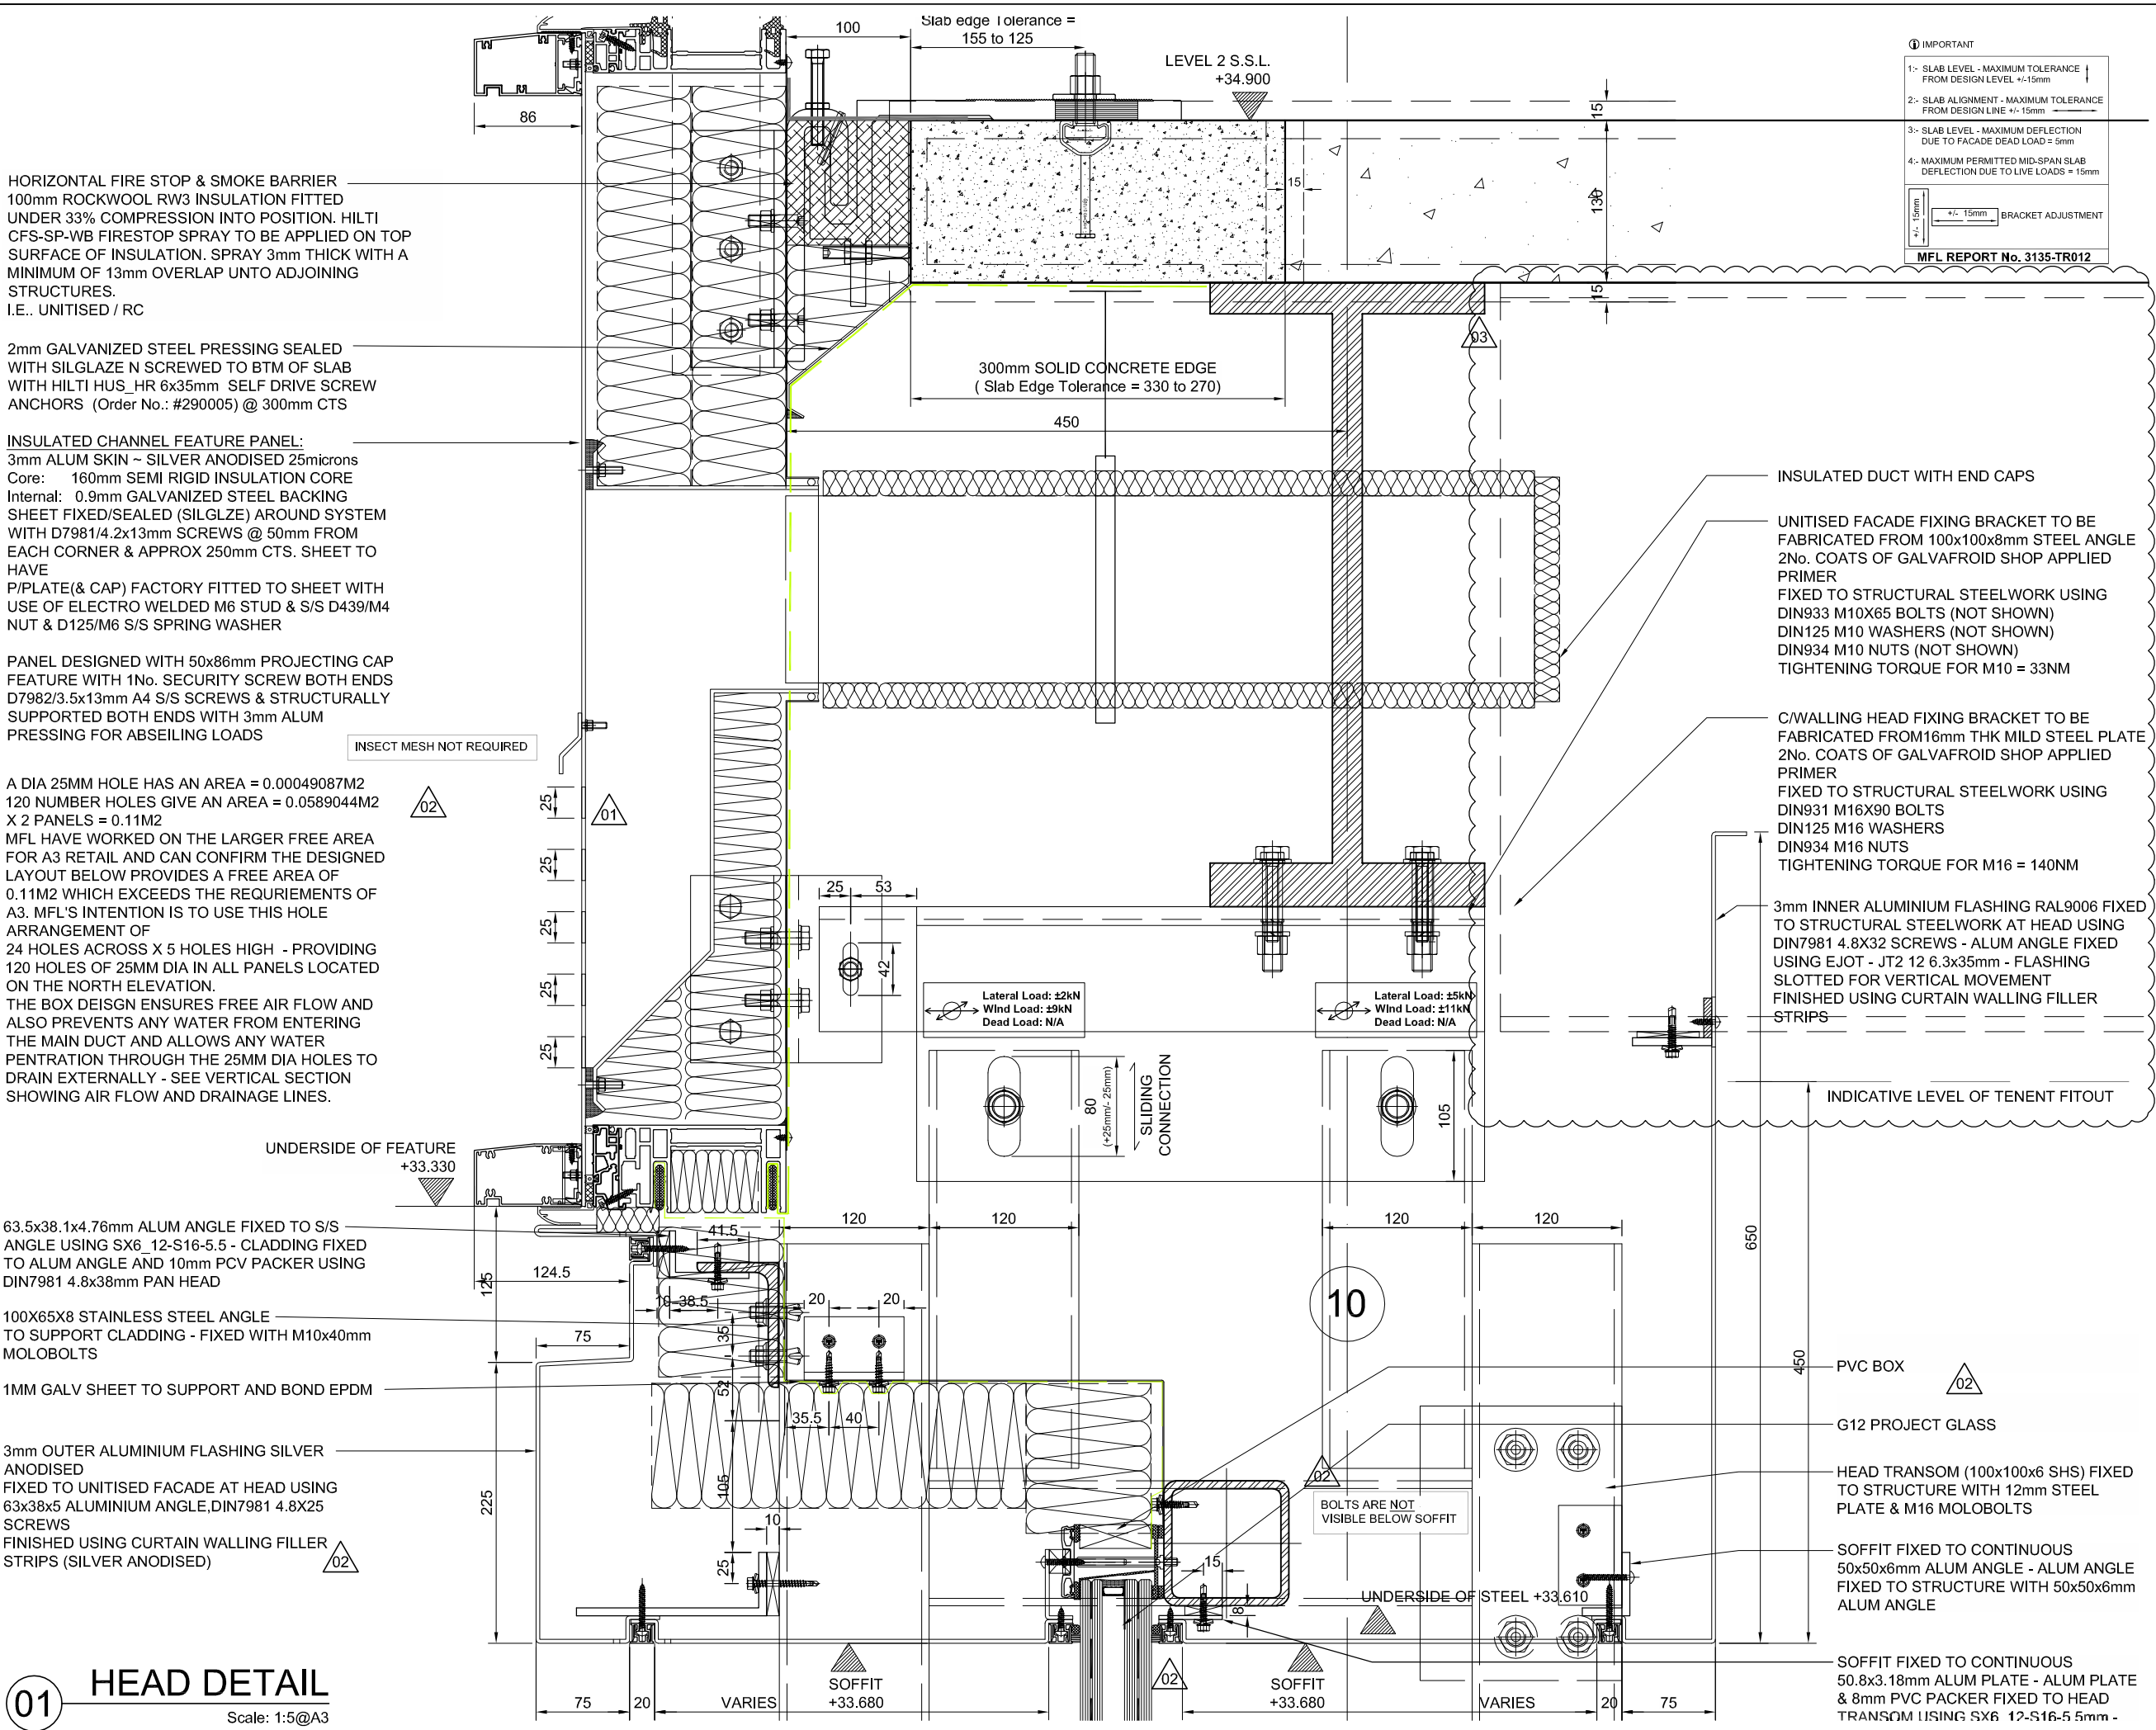 Slab edge Tolerance =
155 to 125
100
LEVEL 2 S.S.L.
+34.900
86
15
130
15
15
IMPORTANT
1:- SLAB LEVEL - MAXIMUM TOLERANCE
FROM DESIGN LEVEL +/-15mm
2:- SLAB ALIGNMENT - MAXIMUM TOLERANCE
FROM DESIGN LINE +/- 15mm
3:- SLAB LEVEL - MAXIMUM DEFLECTION
DUE TO FACADE DEAD LOAD = 5mm
4:- MAXIMUM PERMITTED MID-SPAN SLAB
DEFLECTION DUE TO LIVE LOADS = 15mm
+/- 15mm
+/- 15mm
BRACKET ADJUSTMENT
MFL REPORT No. 3135-TR012
HORIZONTAL FIRE STOP & SMOKE BARRIER
100mm ROCKWOOL RW3 INSULATION FITTED
UNDER 33% COMPRESSION INTO POSITION. HILTI
CFS-SP-WB FIRESTOP SPRAY TO BE APPLIED ON TOP
SURFACE OF INSULATION. SPRAY 3mm THICK WITH A
MINIMUM OF 13mm OVERLAP UNTO ADJOINING
STRUCTURES.
I.E.. UNITISED / RC
2mm GALVANIZED STEEL PRESSING SEALED
WITH SILGLAZE N SCREWED TO BTM OF SLAB
WITH HILTI HUS_HR 6x35mm SELF DRIVE SCREW
ANCHORS (Order No.: #290005) @ 300mm CTS
INSULATED CHANNEL FEATURE PANEL:
3mm ALUM SKIN ~ SILVER ANODISED 25microns
Core: 160mm SEMI RIGID INSULATION CORE
Internal: 0.9mm GALVANIZED STEEL BACKING
SHEET FIXED/SEALED (SILGLZE) AROUND SYSTEM
WITH D7981/4.2x13mm SCREWS @ 50mm FROM
EACH CORNER & APPROX 250mm CTS. SHEET TO
HAVE
P/PLATE(& CAP) FACTORY FITTED TO SHEET WITH
USE OF ELECTRO WELDED M6 STUD & S/S D439/M4
NUT & D125/M6 S/S SPRING WASHER
PANEL DESIGNED WITH 50x86mm PROJECTING CAP
FEATURE WITH 1No. SECURITY SCREW BOTH ENDS
D7982/3.5x13mm A4 S/S SCREWS & STRUCTURALLY
SUPPORTED BOTH ENDS WITH 3mm ALUM
PRESSING FOR ABSEILING LOADS
INSECT MESH NOT REQUIRED
A DIA 25MM HOLE HAS AN AREA = 0.00049087M2
120 NUMBER HOLES GIVE AN AREA = 0.0589044M2
X 2 PANELS = 0.11M2
MFL HAVE WORKED ON THE LARGER FREE AREA
FOR A3 RETAIL AND CAN CONFIRM THE DESIGNED
LAYOUT BELOW PROVIDES A FREE AREA OF
0.11M2 WHICH EXCEEDS THE REQURIEMENTS OF
A3. MFL'S INTENTION IS TO USE THIS HOLE
ARRANGEMENT OF
24 HOLES ACROSS X 5 HOLES HIGH - PROVIDING
120 HOLES OF 25MM DIA IN ALL PANELS LOCATED
ON THE NORTH ELEVATION.
THE BOX DEISGN ENSURES FREE AIR FLOW AND
ALSO PREVENTS ANY WATER FROM ENTERING
THE MAIN DUCT AND ALLOWS ANY WATER
PENTRATION THROUGH THE 25MM DIA HOLES TO
DRAIN EXTERNALLY - SEE VERTICAL SECTION
SHOWING AIR FLOW AND DRAINAGE LINES.
02
01
25
25
25
25
25
UNDERSIDE OF FEATURE
+33.330
63.5x38.1x4.76mm ALUM ANGLE FIXED TO S/S
ANGLE USING SX6_12-S16-5.5 - CLADDING FIXED
TO ALUM ANGLE AND 10mm PCV PACKER USING
DIN7981 4.8x38mm PAN HEAD
100X65X8 STAINLESS STEEL ANGLE
TO SUPPORT CLADDING - FIXED WITH M10x40mm
MOLOBOLTS
1MM GALV SHEET TO SUPPORT AND BOND EPDM
3mm OUTER ALUMINIUM FLASHING SILVER
ANODISED
FIXED TO UNITISED FACADE AT HEAD USING
63x38x5 ALUMINIUM ANGLE,DIN7981 4.8X25
SCREWS
FINISHED USING CURTAIN WALLING FILLER
STRIPS (SILVER ANODISED)
02
300mm SOLID CONCRETE EDGE
( Slab Edge Tolerance = 330 to 270)
450
03
25
53
42
Lateral Load: ±2kN
WInd Load: ±9kN
Dead Load: N/A
Lateral Load: ±5kN
WInd Load: ±11kN
Dead Load: N/A
80
(+25mm/- 25mm)
SLIDING
CONNECTION
105
120
120
120
120
41.5
124.5
125
10
38.5
20
20
35
75
52
35.5
40
105
225
10
25
10
650
450
02
BOLTS ARE NOT
VISIBLE BELOW SOFFIT
15
8
UNDERSIDE OF STEEL +33.610
SOFFIT
+33.680
02
SOFFIT
+33.680
75
20
VARIES
VARIES
20
75
INSULATED DUCT WITH END CAPS
UNITISED FACADE FIXING BRACKET TO BE
FABRICATED FROM 100x100x8mm STEEL ANGLE
2No. COATS OF GALVAFROID SHOP APPLIED
PRIMER
FIXED TO STRUCTURAL STEELWORK USING
DIN933 M10X65 BOLTS (NOT SHOWN)
DIN125 M10 WASHERS (NOT SHOWN)
DIN934 M10 NUTS (NOT SHOWN)
TIGHTENING TORQUE FOR M10 = 33NM
C/WALLING HEAD FIXING BRACKET TO BE
FABRICATED FROM16mm THK MILD STEEL PLATE
2No. COATS OF GALVAFROID SHOP APPLIED
PRIMER
FIXED TO STRUCTURAL STEELWORK USING
DIN931 M16X90 BOLTS
DIN125 M16 WASHERS
DIN934 M16 NUTS
TIGHTENING TORQUE FOR M16 = 140NM
3mm INNER ALUMINIUM FLASHING RAL9006 FIXED
TO STRUCTURAL STEELWORK AT HEAD USING
DIN7981 4.8X32 SCREWS - ALUM ANGLE FIXED
USING EJOT - JT2 12 6.3x35mm - FLASHING
SLOTTED FOR VERTICAL MOVEMENT
FINISHED USING CURTAIN WALLING FILLER
STRIPS
INDICATIVE LEVEL OF TENENT FITOUT
PVC BOX
02
G12 PROJECT GLASS
HEAD TRANSOM (100x100x6 SHS) FIXED
TO STRUCTURE WITH 12mm STEEL
PLATE & M16 MOLOBOLTS
SOFFIT FIXED TO CONTINUOUS
50x50x6mm ALUM ANGLE - ALUM ANGLE
FIXED TO STRUCTURE WITH 50x50x6mm
ALUM ANGLE
SOFFIT FIXED TO CONTINUOUS
50.8x3.18mm ALUM PLATE - ALUM PLATE
& 8mm PVC PACKER FIXED TO HEAD
TRANSOM USING SX6_12-S16-5.5mm -
01
HEAD DETAIL
Scale: 1:5@A3